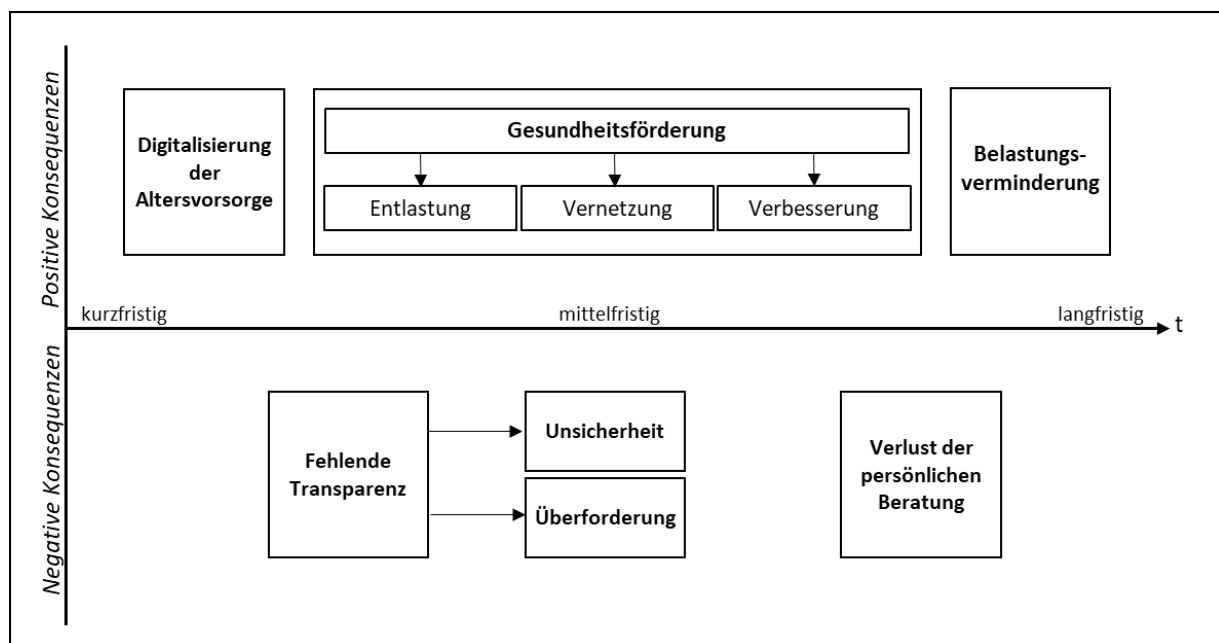 Positive Konsequenzen
Digitalisierung
der
Altersvorsorge
Gesundheitsförderung
Entlastung
Vernetzung
Verbesserung
Belastungs-
verminderung
kurzfristig
mittelfristig
langfristig
t
Negative Konsequenzen
Fehlende
Transparenz
Unsicherheit
Überforderung
Verlust der
persönlichen
Beratung